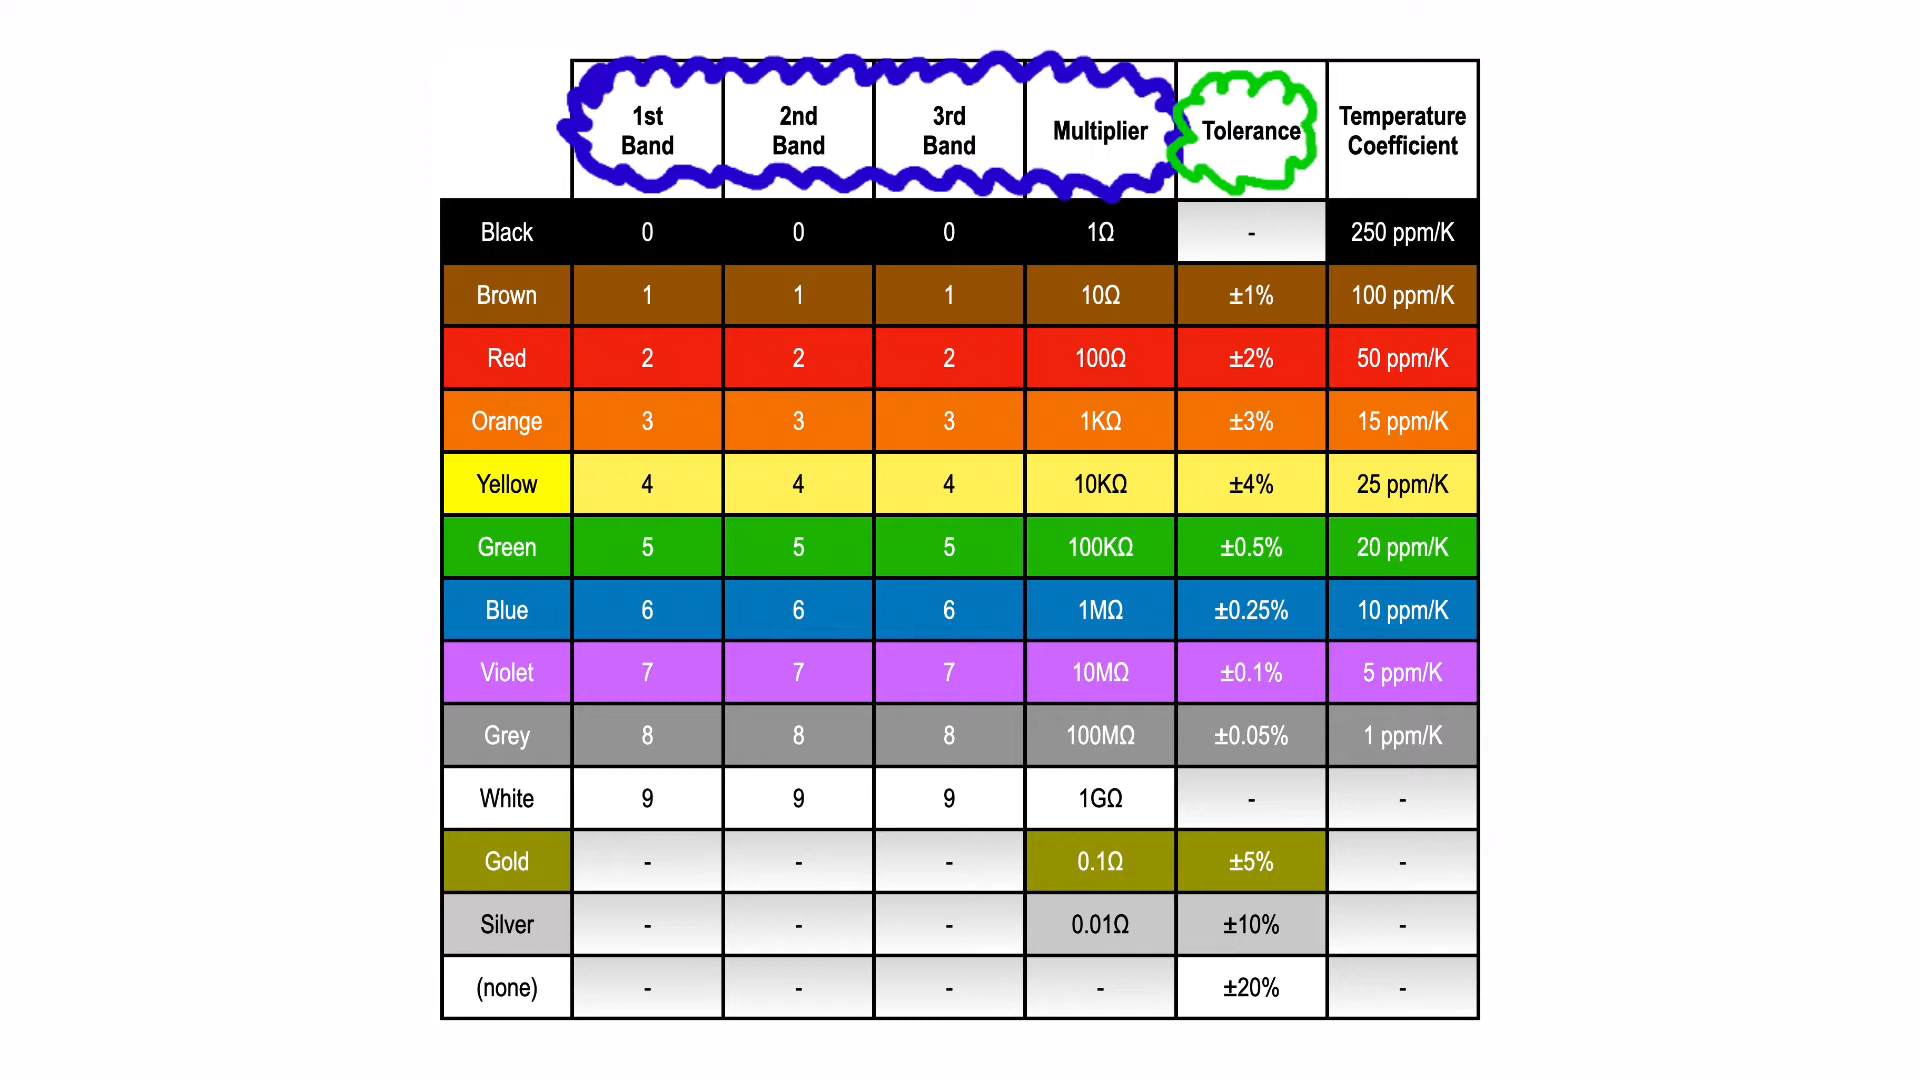 1st Band 2nd Band 3rd Band Multiplier Tolerance Temperature Coefficient
Black 0 0 0 1Ω - 250 ppm/K
Brown 1 1 1 10Ω ±1% 100 ppm/K
Red 2 2 2 100Ω ±2% 50 ppm/K
Orange 3 3 3 1KΩ ±3% 15 ppm/K
Yellow 4 4 4 10KΩ ±4% 25 ppm/K
Green 5 5 5 100KΩ ±0.5% 20 ppm/K
Blue 6 6 6 1MΩ ±0.25% 10 ppm/K
Violet 7 7 7 10MΩ ±0.1% 5 ppm/K
Grey 8 8 8 100MΩ ±0.05% 1 ppm/K
White 9 9 9 1GΩ - -
Gold - - - 0.1Ω ±5% -
Silver - - - 0.01Ω ±10% -
(none) - - - - ±20% -